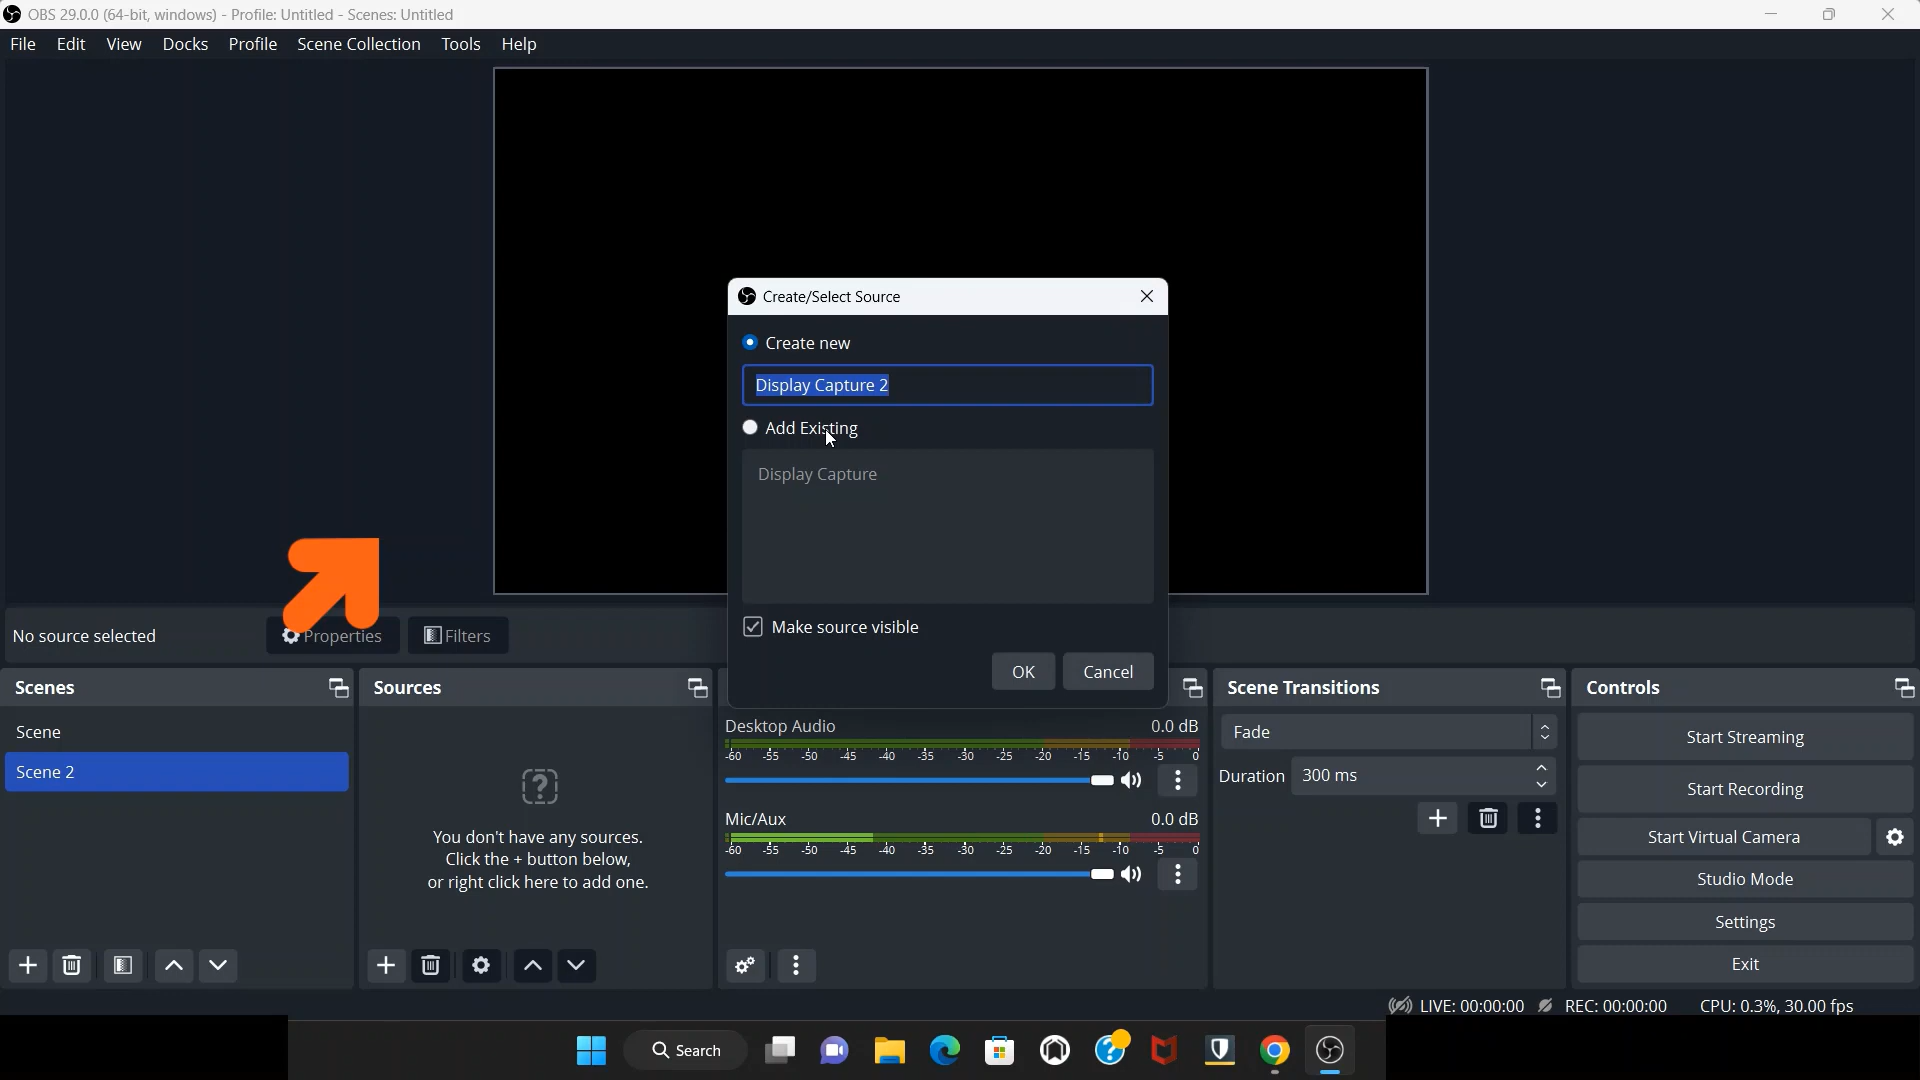 OBS 29.0.0 (64-bit, windows) - Profile: Untitled - Scenes: Untitled
File Edit View Docks Profile Scene Collection Tools Help
Create/Select Source
Create new
Display Capture 2
Add Existing
Display Capture
Make source visible
OK Cancel
No source selected Properties Filters
Scenes
Scene
Scene 2
Sources
You don't have any sources.
Click the + button below,
or right click here to add one.
Desktop Audio 0.0 dB
-60 -55 -50 -45 -40 -35 -30 -25 -20 -15 -10 -5 0
Mic/Aux 0.0 dB
-60 -55 -50 -45 -40 -35 -30 -25 -20 -15 -10 -5 0
Scene Transitions
Fade
Duration 300 ms
Controls
Start Streaming
Start Recording
Start Virtual Camera
Studio Mode
Settings
Exit
LIVE: 00:00:00 REC: 00:00:00 CPU: 0.3%, 30.00 fps
Search